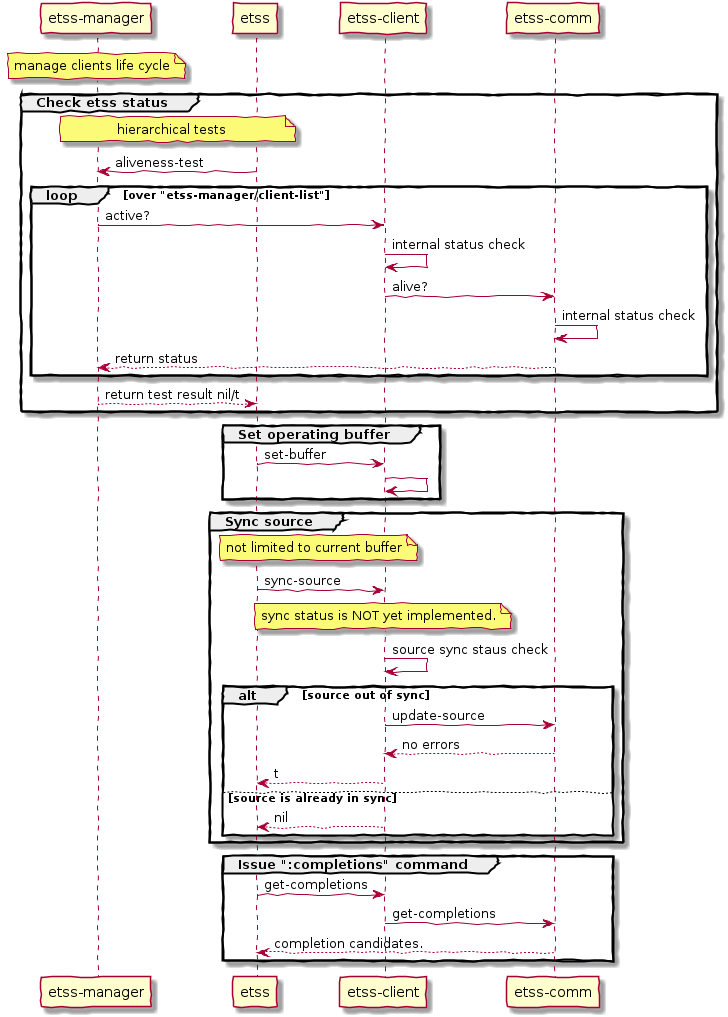 etss-manager etss etss-client etss-comm
manage clients life cycle
Check etss status
hierarchical tests
aliveness-test
loop [over "etss-manager/client-list"]
active?
internal status check
alive?
internal status check
return status
return test result nil/t
Set operating buffer
set-buffer
Sync source
not limited to current buffer
sync-source
sync status is NOT yet implemented.
source sync staus check
alt [source out of sync]
update-source
no errors
t
[source is already in sync]
nil
Issue ":completions" command
get-completions
get-completions
completion candidates.
etss-manager etss etss-client etss-comm